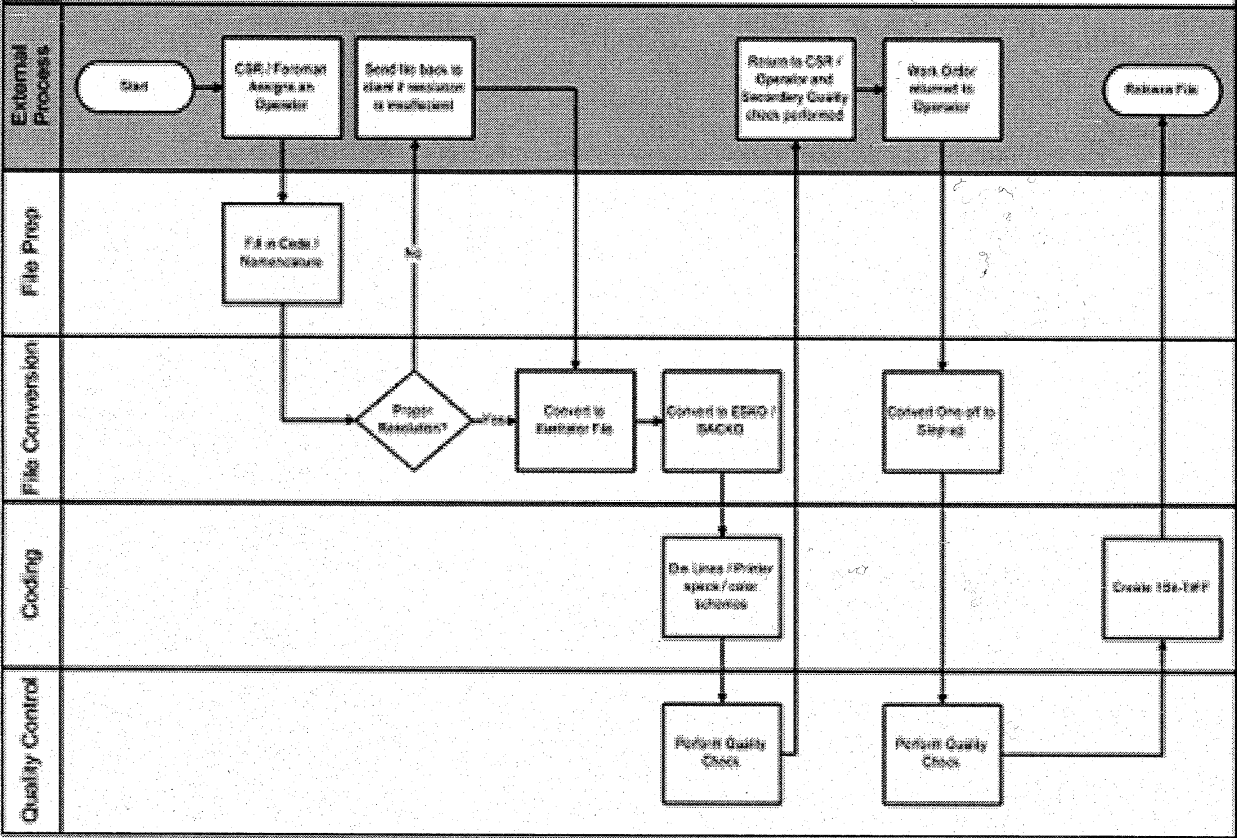 External
Process
Start
CSR / Foreman
Assigns an
Operator
Send file back to
client if resolution
is insufficient
Return to CSR /
Operator and
Secondary Quality
check performed
Work Order
returned to
Operator
Release File
File Prep
Fill in Code /
Nomenclature
No
File Conversion
Proper
Resolution?
Yes
Convert to
Illustrator File
Convert to ESKO /
Convert One-off to
Step-up
Coding
Die Lines / Printer
specs / color
schemes
Create
Quality Control
Perform Quality
Check
Perform Quality
Check